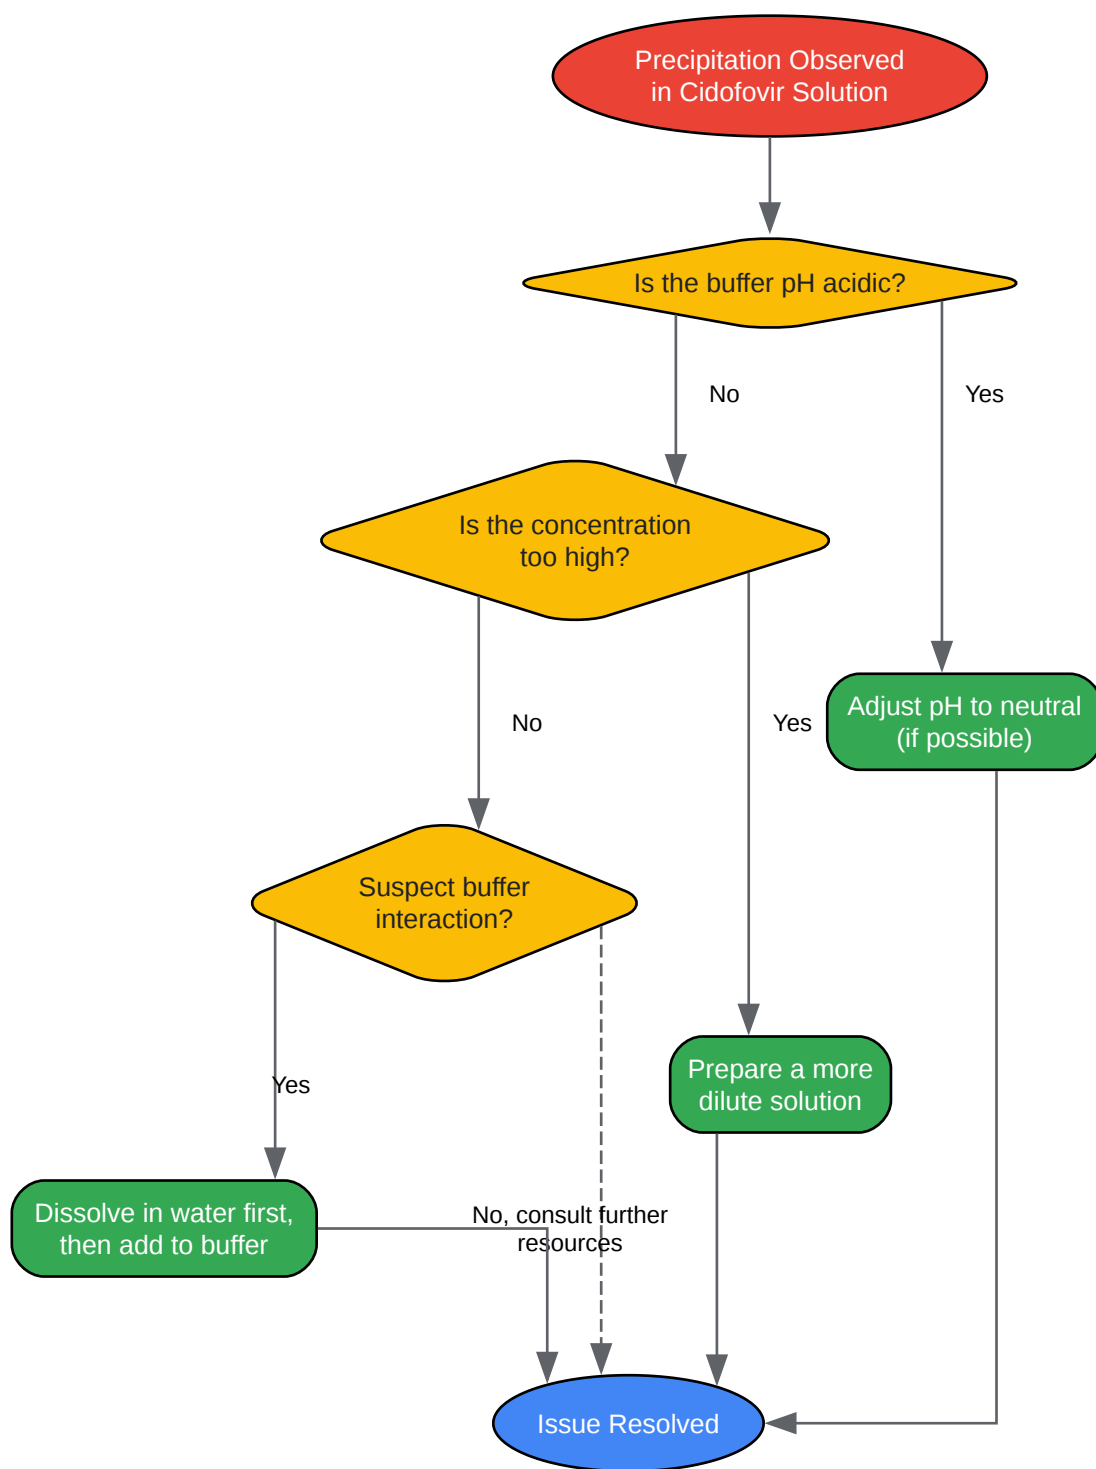 Precipitation Observed
in Cidofovir Solution
Is the buffer pH acidic?
No
Yes
Is the concentration
too high?
No
Yes
Adjust pH to neutral
(if possible)
Suspect buffer
interaction?
Yes
Prepare a more
dilute solution
Dissolve in water first,
then add to buffer
No, consult further
resources
Issue Resolved